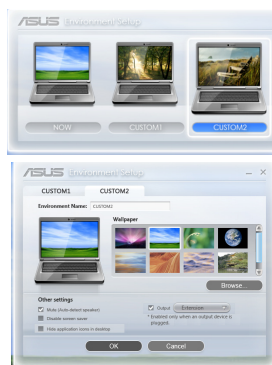 ASUS Environment Setup
NOW
CUSTOM1
CUSTOM2
ASUS Environment Setup
CUSTOM1
CUSTOM2
Environment Name: CUSTOM2
Wallpaper
Browse...
Other settings
Mute (Auto-detect speaker)
Disable screen saver
Hide application icons in desktop
Output Extension
* Enabled only when an output device is
plugged.
OK
Cancel